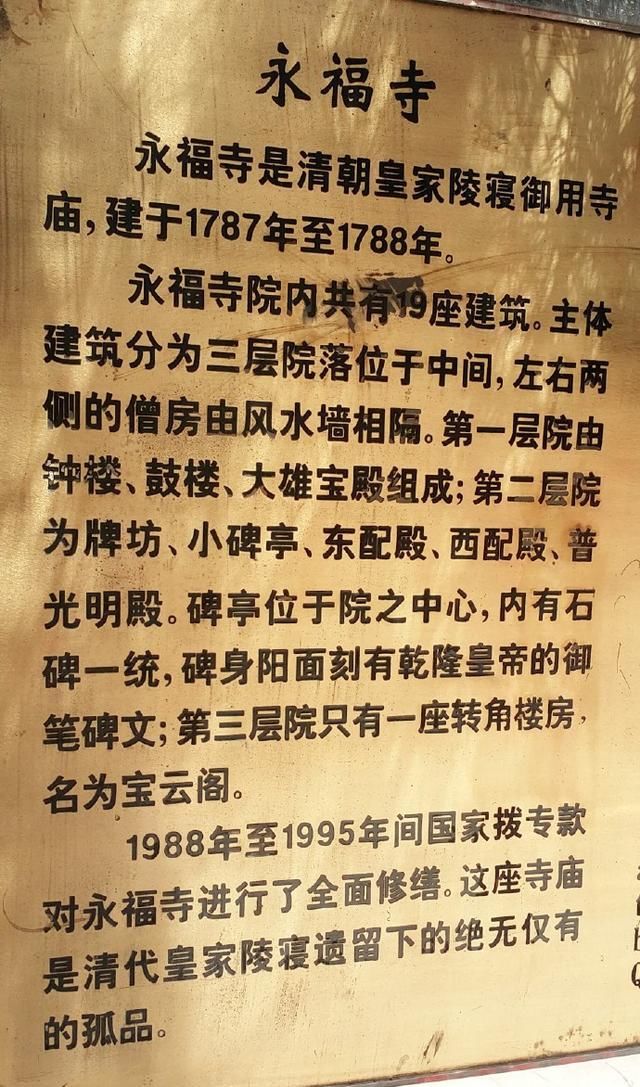 永福寺
永福寺是清朝皇家陵寝御用寺
庙，建于1787年至1788年。
永福寺院内共有19座建筑。主体
建筑分为三层院落位于中间，左右两
侧的僧房由风水墙相隔。第一层院由
钟楼、鼓楼、大雄宝殿组成；第二层院
为牌坊、小碑亭、东配殿、西配殿、普
光明殿。碑亭位于院之中心，内有石
碑一统，碑身阳面刻有乾隆皇帝的御
笔碑文；第三层院只有一座转角楼房，
名为宝云阁。
1988年至1995年间国家拨专款
对永福寺进行了全面修缮。这座寺庙
是清代皇家陵寝遗留下的绝无仅有
的孤品。